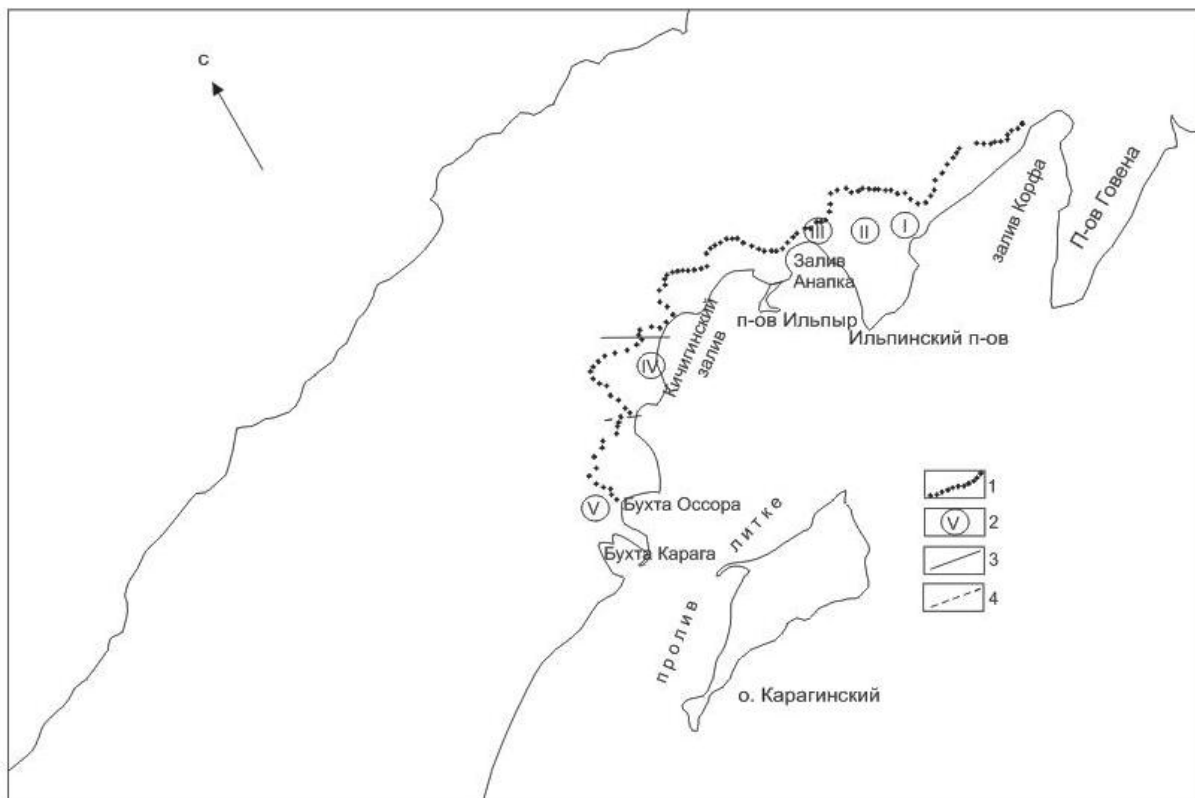 с
залив Корфа
П-ов Говена
III
II
I
Залив
Анапка
п-ов Ильпыр
Ильпинский п-ов
Кичигинский
залив
IV
V
Бухта Оссора
Бухта Карага
литке
пролив
о. Карагинский
1
V
2
3
4